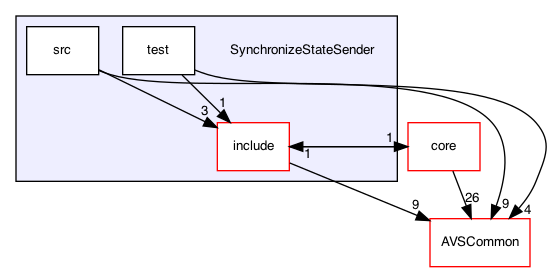 src
test
SynchronizeStateSender
3
1
include
1
1
core
9
26
9
4
AVSCommon